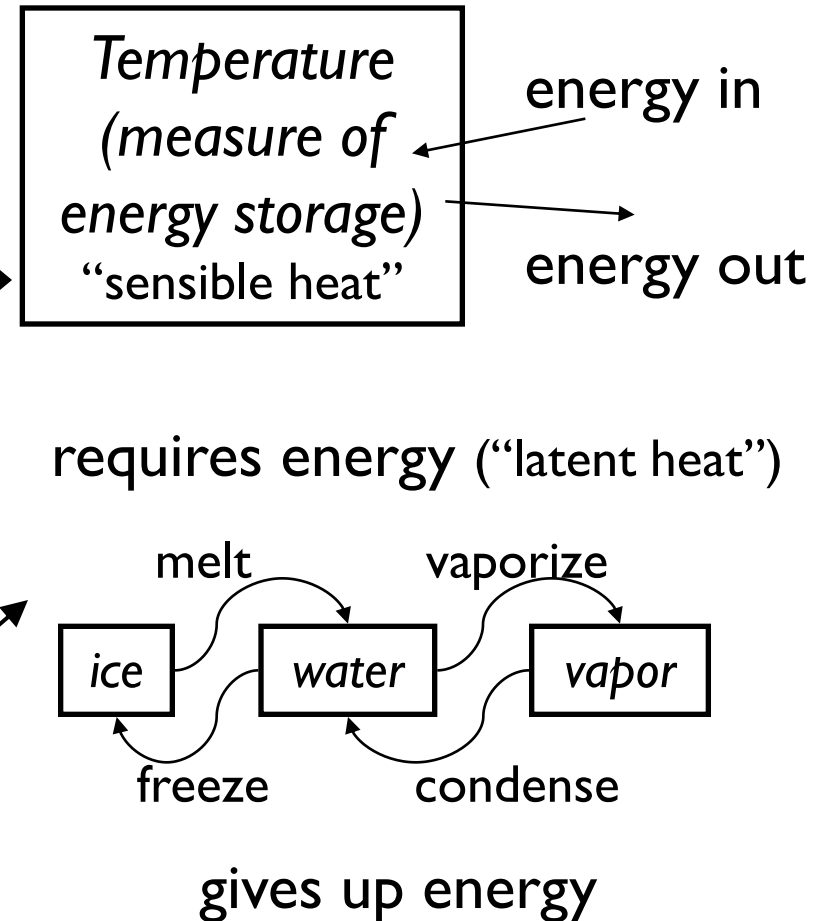 Temperature
(measure of
energy storage)
“sensible heat”
energy in
energy out
requires energy (“latent heat”)
melt
vaporize
ice
water
vapor
freeze
condense
gives up energy